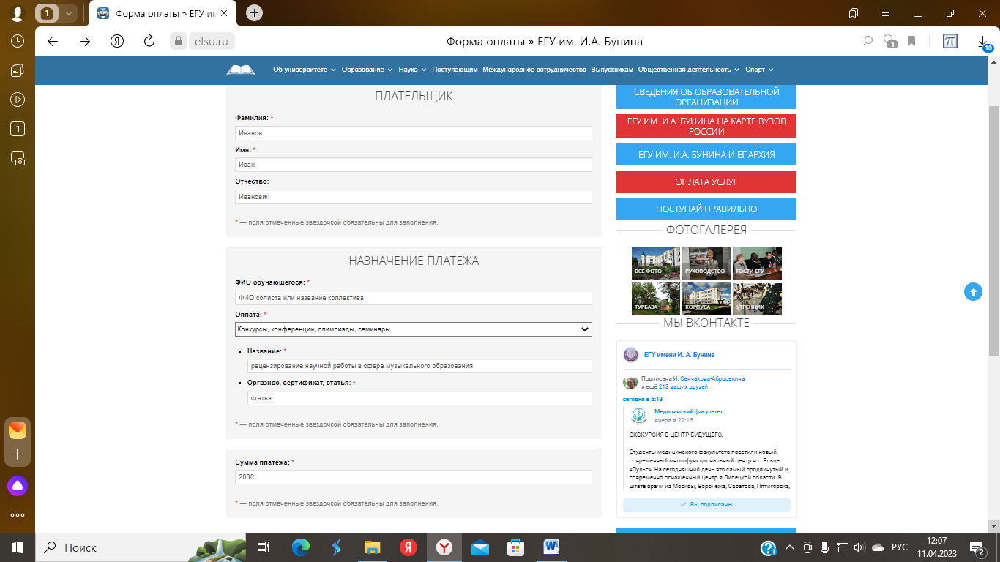 1
Форма оплаты » ЕГУ им
elsu.ru
Форма оплаты » ЕГУ им. И.А. Бунина
1
10
Об университете
Образование
Наука
Поступающим
Международное сотрудничество
Выпускникам
Общественная деятельность
Спорт
1
ПЛАТЕЛЬЩИК
Фамилия: *
Иванов
Имя: *
Иван
Отчество:
Иванович
* — поля отмеченные звездочкой обязательны для заполнения.
НАЗНАЧЕНИЕ ПЛАТЕЖА
ФИО обучающегося: *
ФИО солиста или название коллектива
Оплата: *
Конкурсы, конференции, олимпиады, семинары
Название: *
рецензирование научной работы в сфере музыкального образования
Оргвзнос, сертификат, статья: *
статья
* — поля отмеченные звездочкой обязательны для заполнения.
Сумма платежа: *
2000
* — поля отмеченные звездочкой обязательны для заполнения.
СВЕДЕНИЯ ОБ ОБРАЗОВАТЕЛЬНОЙ
ОРГАНИЗАЦИИ
ЕГУ ИМ. И.А. БУНИНА НА КАРТЕ ВУЗОВ
РОССИИ
ЕГУ ИМ. И.А. БУНИНА И ЕПАРХИЯ
ОПЛАТА УСЛУГ
ПОСТУПАЙ ПРАВИЛЬНО
ФОТОГАЛЕРЕЯ
ВСЕ ФОТО
РУКОВОДСТВО
ГОСТИ ЕГУ
ТУРБАЗА
КОРПУСА
УТРЕННИК
МЫ ВКОНТАКТЕ
ЕГУ имени И. А. Бунина
Подписана И. Сенчакова-Аброськина
и ещё 213 ваших друзей
сегодня в 6:13
Медицинский факультет
вчера в 22:15
ЭКСКУРСИЯ В ЦЕНТР БУДУЩЕГО.
Студенты медицинского факультета посетили новый
современный многофункциональный центр в г. Ельце
«Пульс». На сегодняшний день это самый продвинутый и
современно оснащенный центр в Липецкой области. В
штате врачи из Москвы, Воронежа, Саратова, Пятигорска,
Вы подписаны
Поиск
РУС
12:07
11.04.2023
2